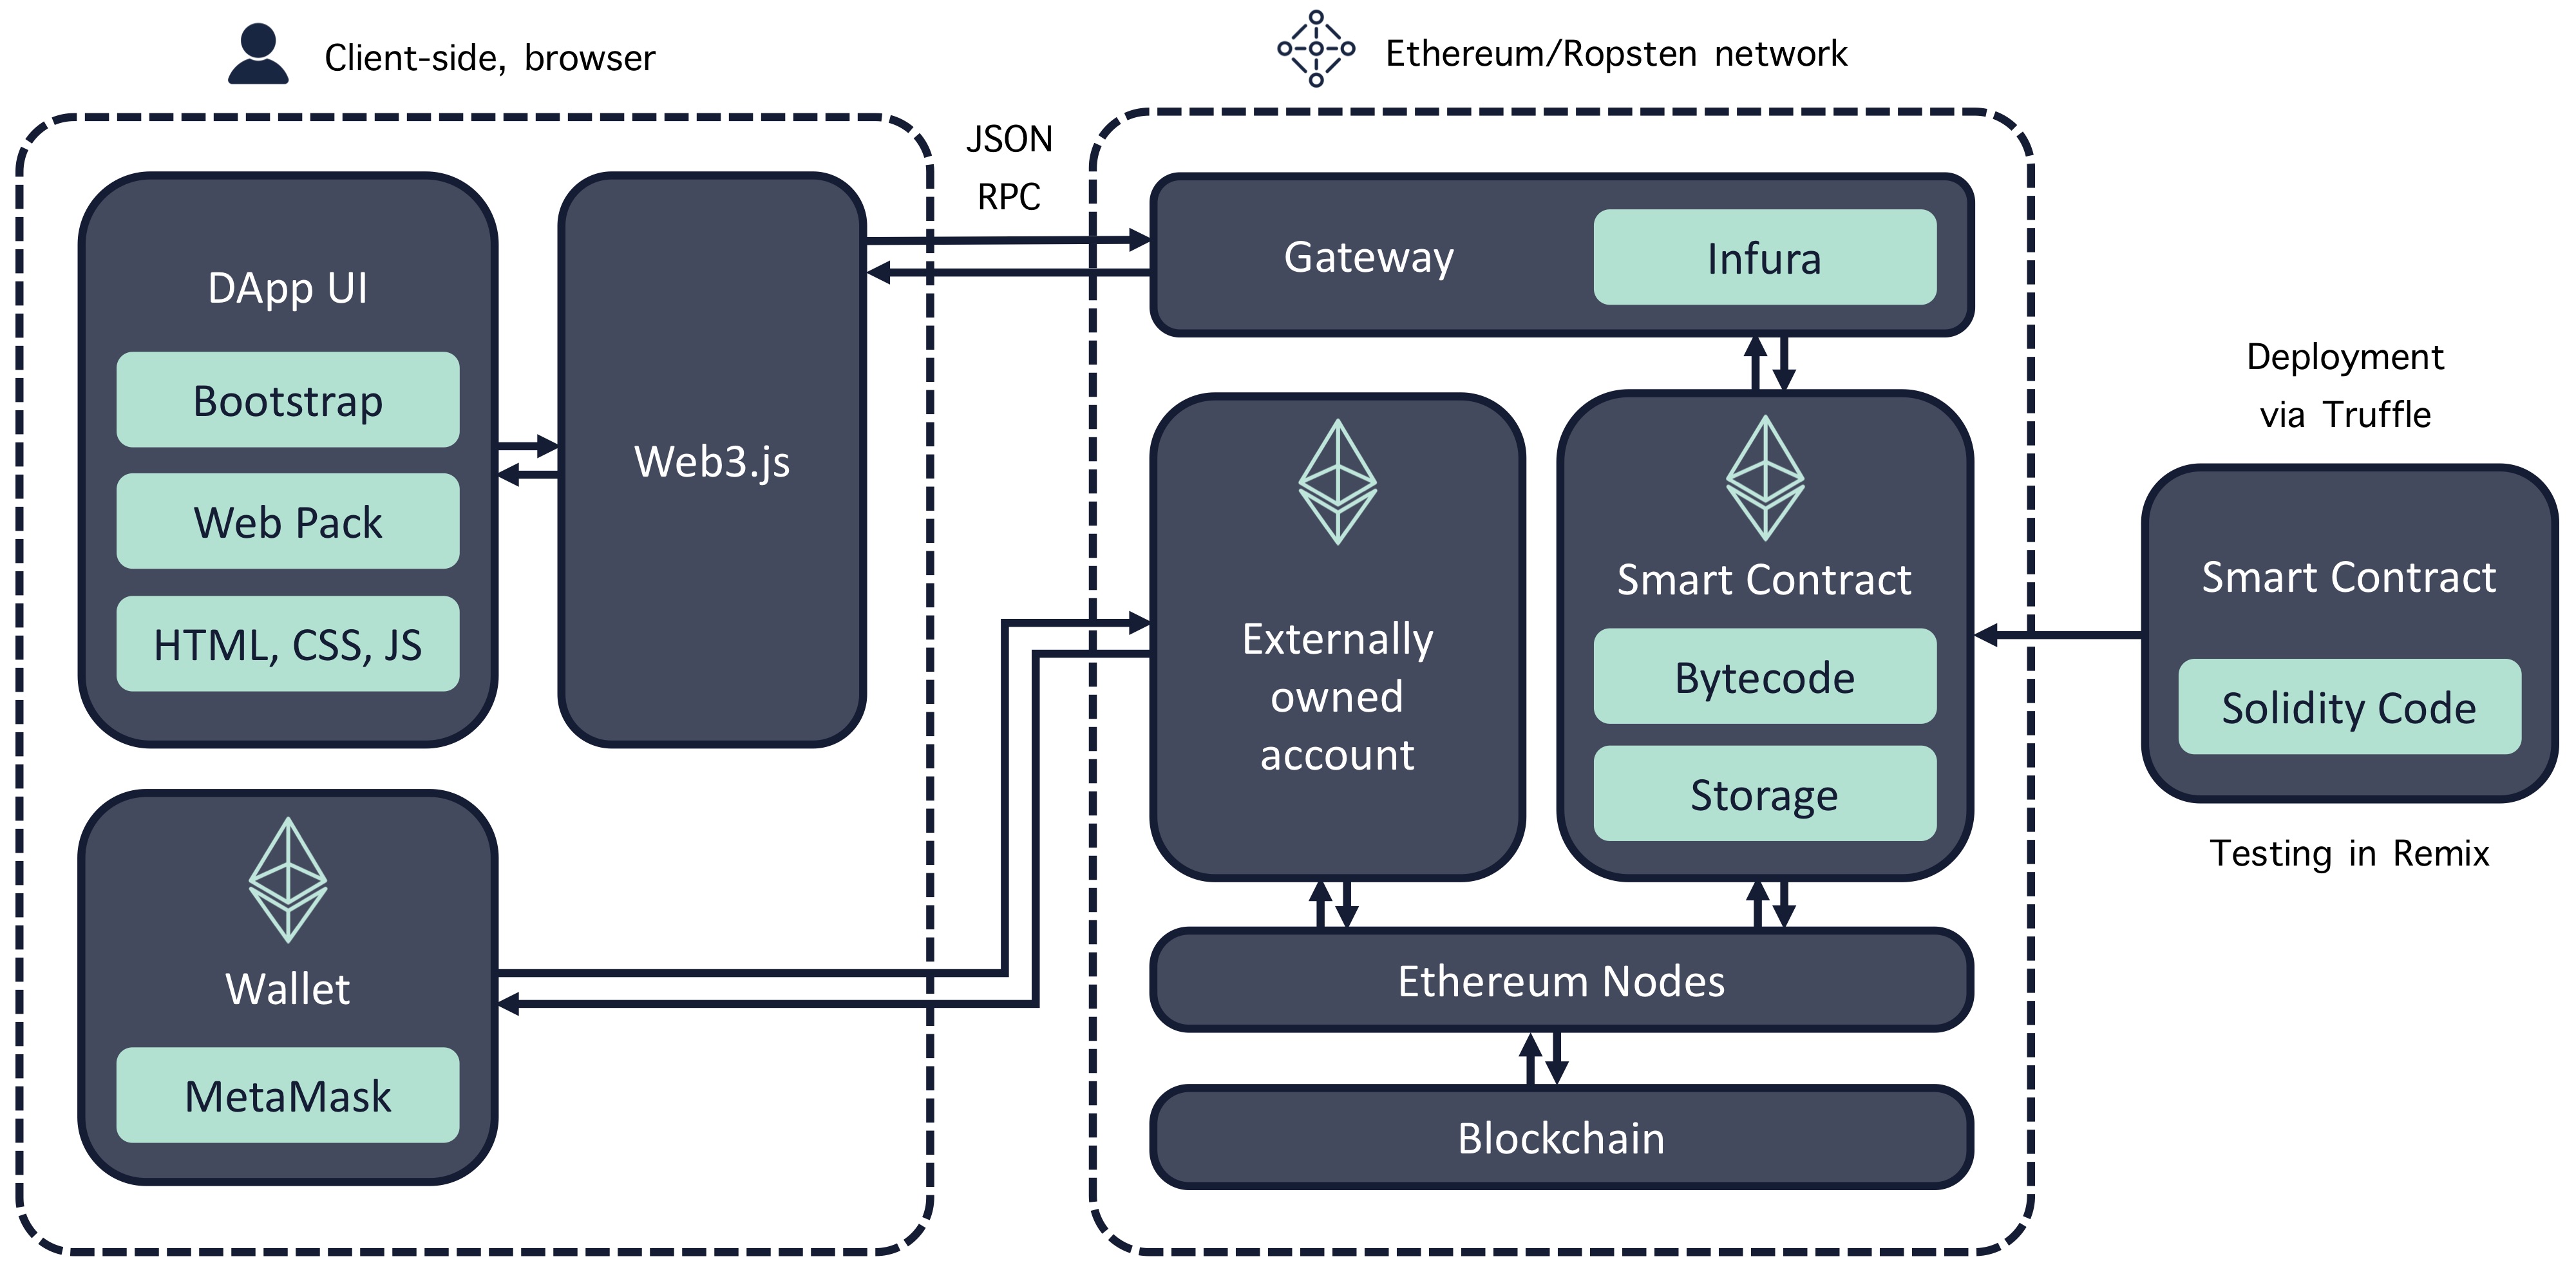 Client-side, browser
DApp UI
Bootstrap
Web Pack
HTML, CSS, JS
Web3.js
Wallet
MetaMask
JSON
RPC
Ethereum/Ropsten network
Gateway
Infura
Externally
owned
account
Smart Contract
Bytecode
Storage
Ethereum Nodes
Blockchain
Deployment
via Truffle
Smart Contract
Solidity Code
Testing in Remix